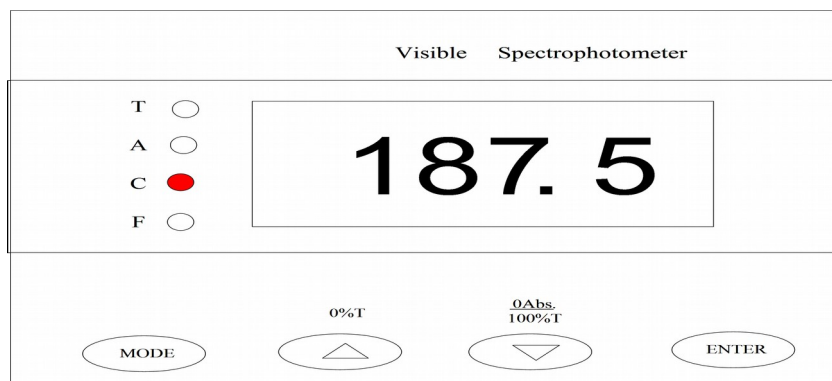 Visible Spectrophotometer
T
A
C
F
187.5
0%T
0Abs.
100%T
MODE
ENTER